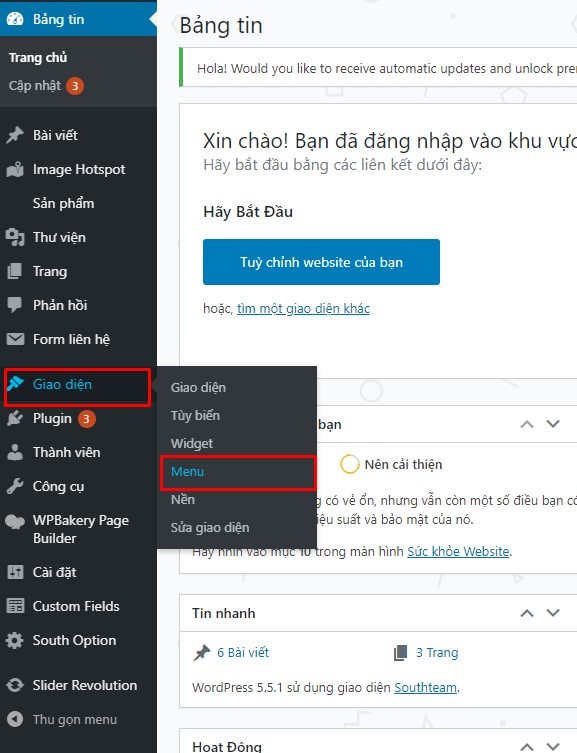 Bảng tin
Trang chủ
Cập nhật 3
Bài viết
Image Hotspot
Sản phẩm
Thư viện
Trang
Phản hồi
Form liên hệ
Giao diện
Plugin 3
Thành viên
Công cụ
WPBakery Page
Builder
Cài đặt
Custom Fields
South Option
Slider Revolution
Thu gọn menu
Giao diện
Tùy biến
Widget
Menu
Nền
Sửa giao diện
Bảng tin
Hola! Would you like to receive automatic updates and unlock prem
Xin chào! Bạn đã đăng nhập vào khu vực
Hãy bắt đầu bằng các liên kết dưới đây:
Hãy Bắt Đầu
Tuỳ chỉnh website của bạn
hoặc, tìm một giao diện khác
bạn
Nên cải thiện
có vẻ ổn, nhưng vẫn còn một số điều bạn có
iệu suất và bảo mật của nó.
Hãy nhìn vào mục 10 trong màn hình Sức khỏe Website.
Tin nhanh
6 Bài viết
3 Trang
WordPress 5.5.1 sử dụng giao diện Southteam.
Hoạt Động